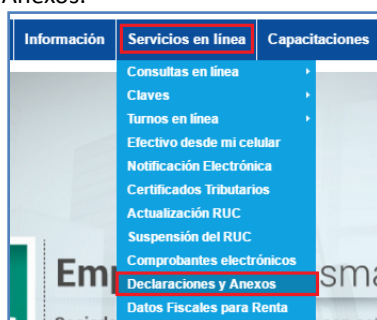 Anexos.
Información Servicios en línea Capacitaciones
Consultas en línea
Claves
Turnos en línea
Efectivo desde mi celular
Notificación Electrónica
Certificados Tributarios
Actualización RUC
Suspensión del RUC
Comprobantes electrónicos
Declaraciones y Anexos
Datos Fiscales para Renta